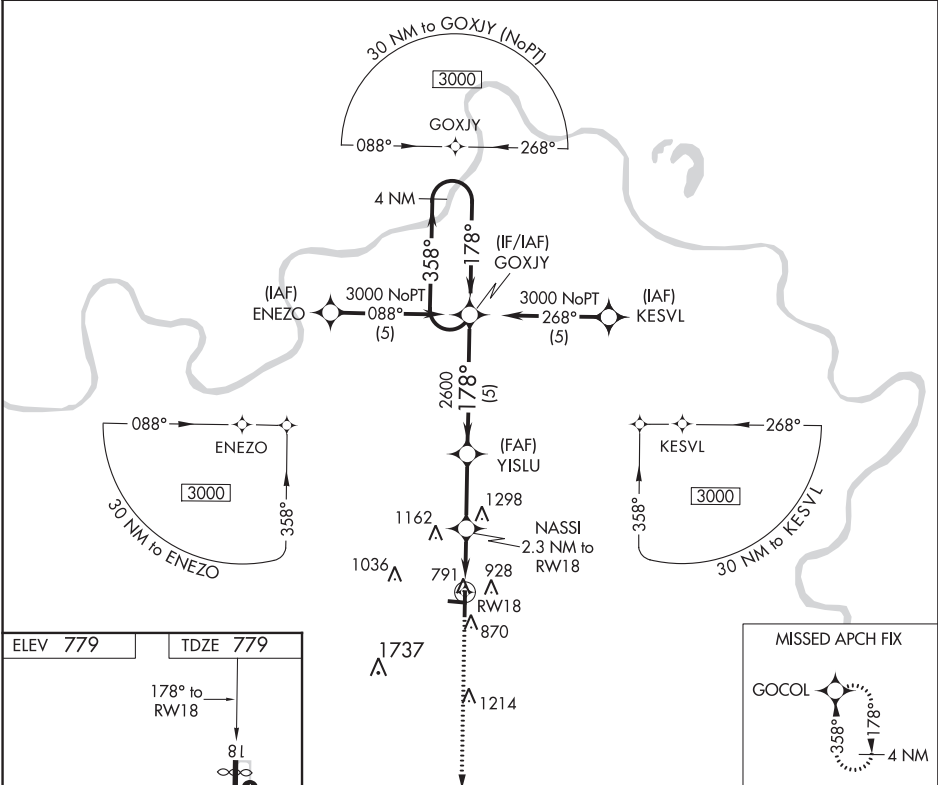 30 NM to GOXJY (NoPT)
3000
GOXJY
088°
268°
4 NM
358°
178°
(IF/IAF)
GOXJY
(IAF)
ENEZO
3000 NoPT
088°
(5)
3000 NoPT
268°
(5)
(IAF)
KESVL
2600
178°
(5)
088°
ENEZO
3000
358°
30 NM to ENEZO
(FAF)
YISLU
KESVL
268°
3000
358°
30 NM to KESVL
1298
1162
NASSI
2.3 NM to
RW18
1036
791
928
RW18
870
1737
1214
ELEV 779
TDZE 779
178° to
RW18
18
MISSED APCH FIX
GOCOL
358°
178°
4 NM